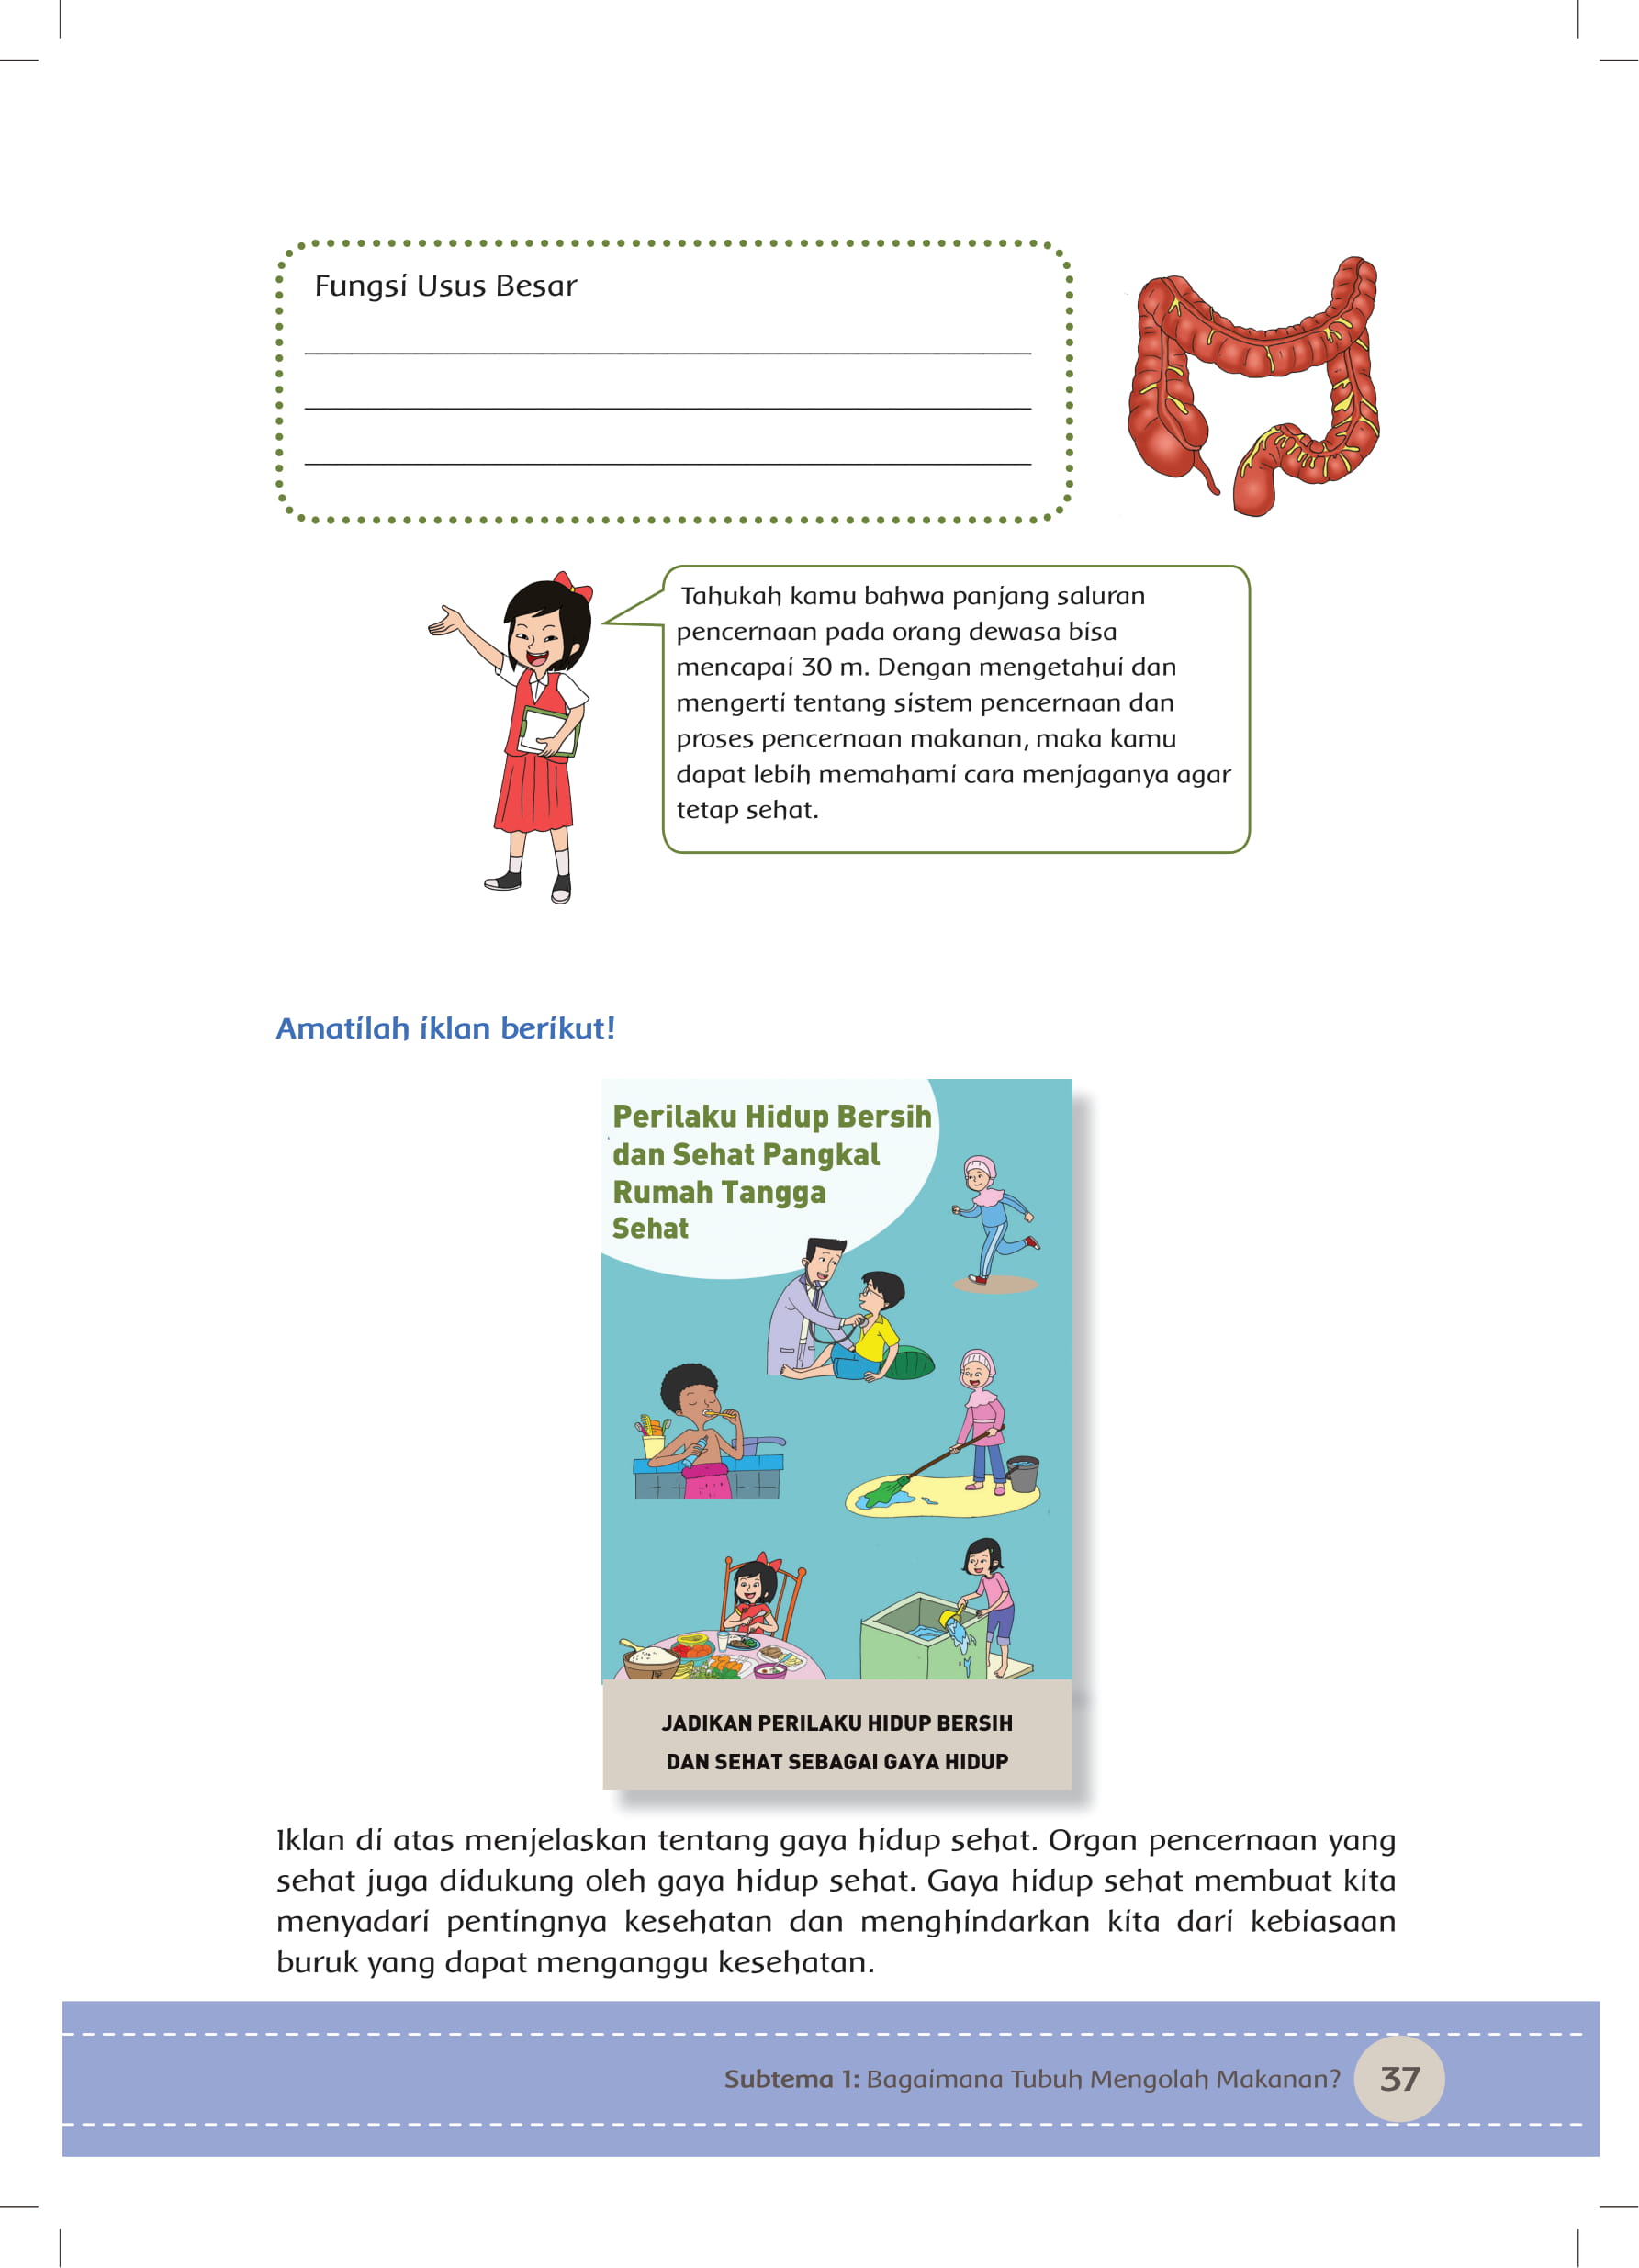 Fungsi Usus Besar
Tahukah kamu bahwa panjang saluran
pencernaan pada orang dewasa bisa
mencapai 30 m. Dengan mengetahui dan
mengerti tentang sistem pencernaan dan
proses pencernaan makanan, maka kamu
dapat lebih memahami cara menjaganya agar
tetap sehat.
Amatilah iklan berikut!
Perilaku Hidup Bersih
dan Sehat Pangkal
Rumah Tangga
Sehat
JADIKAN PERILAKU HIDUP BERSIH
DAN SEHAT SEBAGAI GAYA HIDUP
Iklan di atas menjelaskan tentang gaya hidup sehat. Organ pencernaan yang
sehat juga didukung oleh gaya hidup sehat. Gaya hidup sehat membuat kita
menyadari pentingnya kesehatan dan menghindarkan kita dari kebiasaan
buruk yang dapat menganggu kesehatan.
Subtema 1: Bagaimana Tubuh Mengolah Makanan? 37